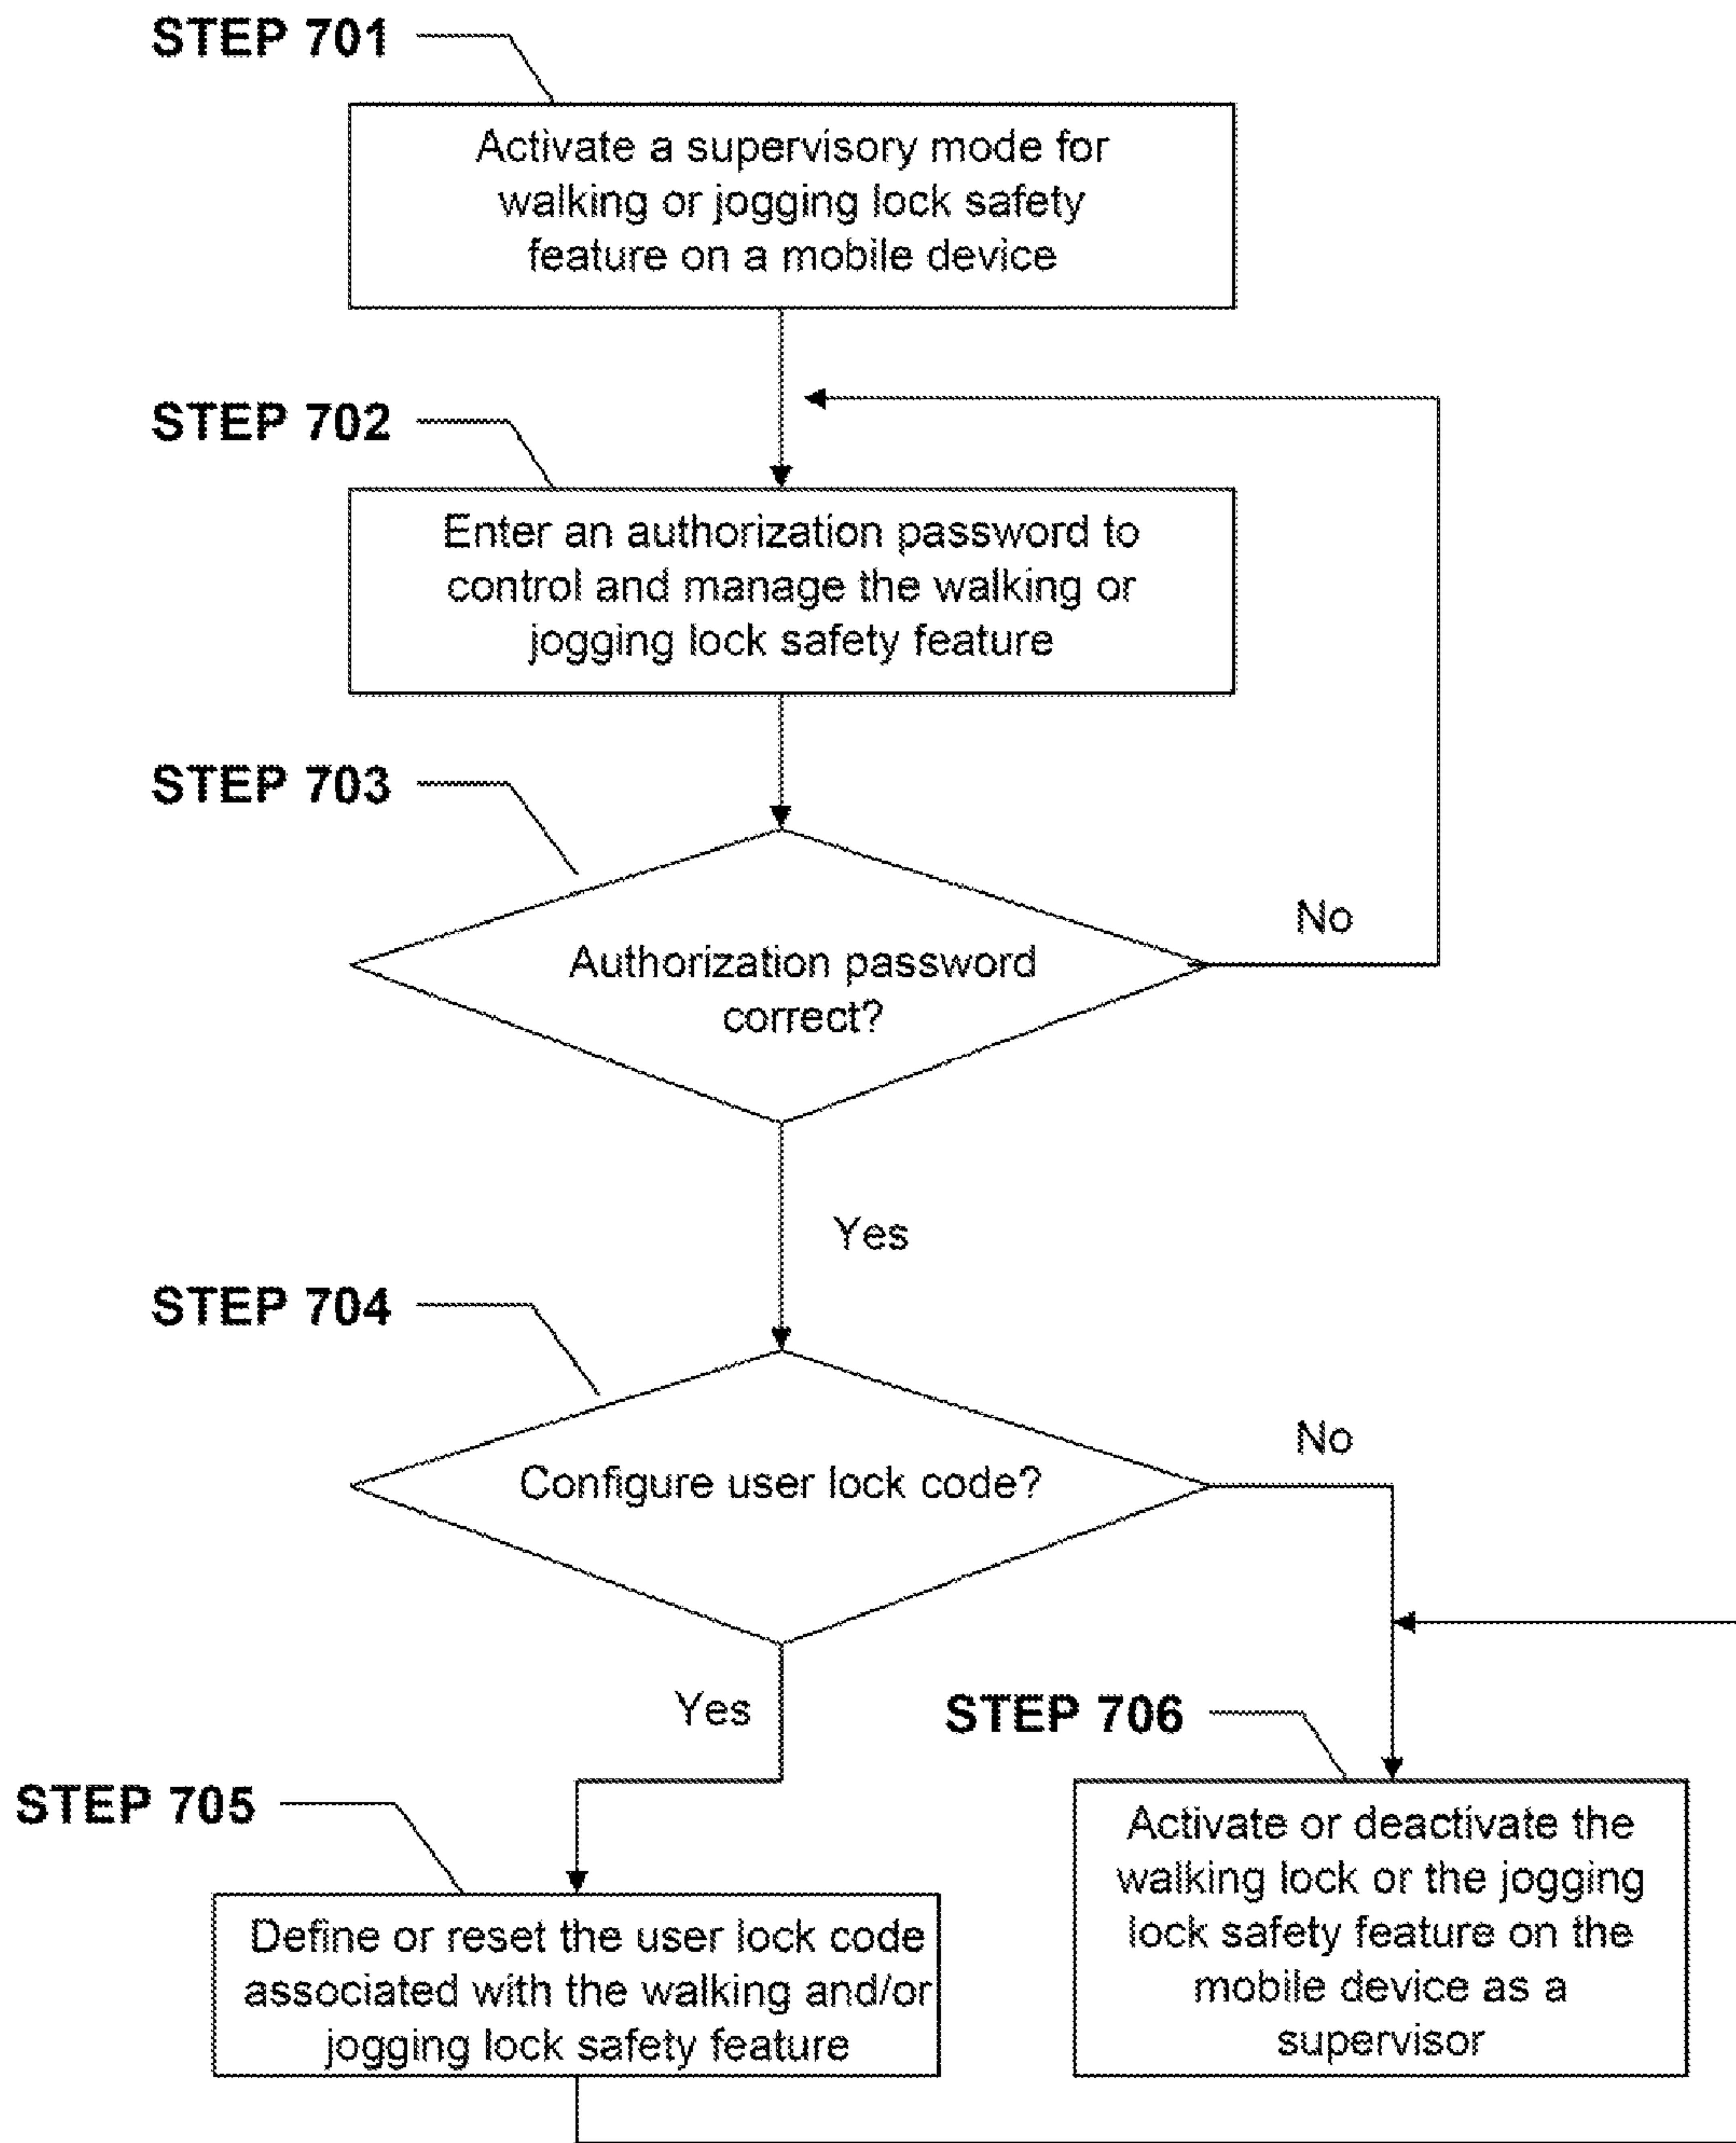 STEP 701
Activate a supervisory mode for
walking or jogging lock safety
feature on a mobile device
STEP 702
Enter an authorization password to
control and manage the walking or
jogging lock safety feature
STEP 703
No
Authorization password
correct?
Yes
STEP 704
No
Configure user lock code?
Yes
STEP 706
STEP 705
Activate or deactivate the
walking lock or the jogging
lock safety feature on the
mobile device as a
supervisor
Define or reset the user lock code
associated with the walking and/or
jogging lock safety feature